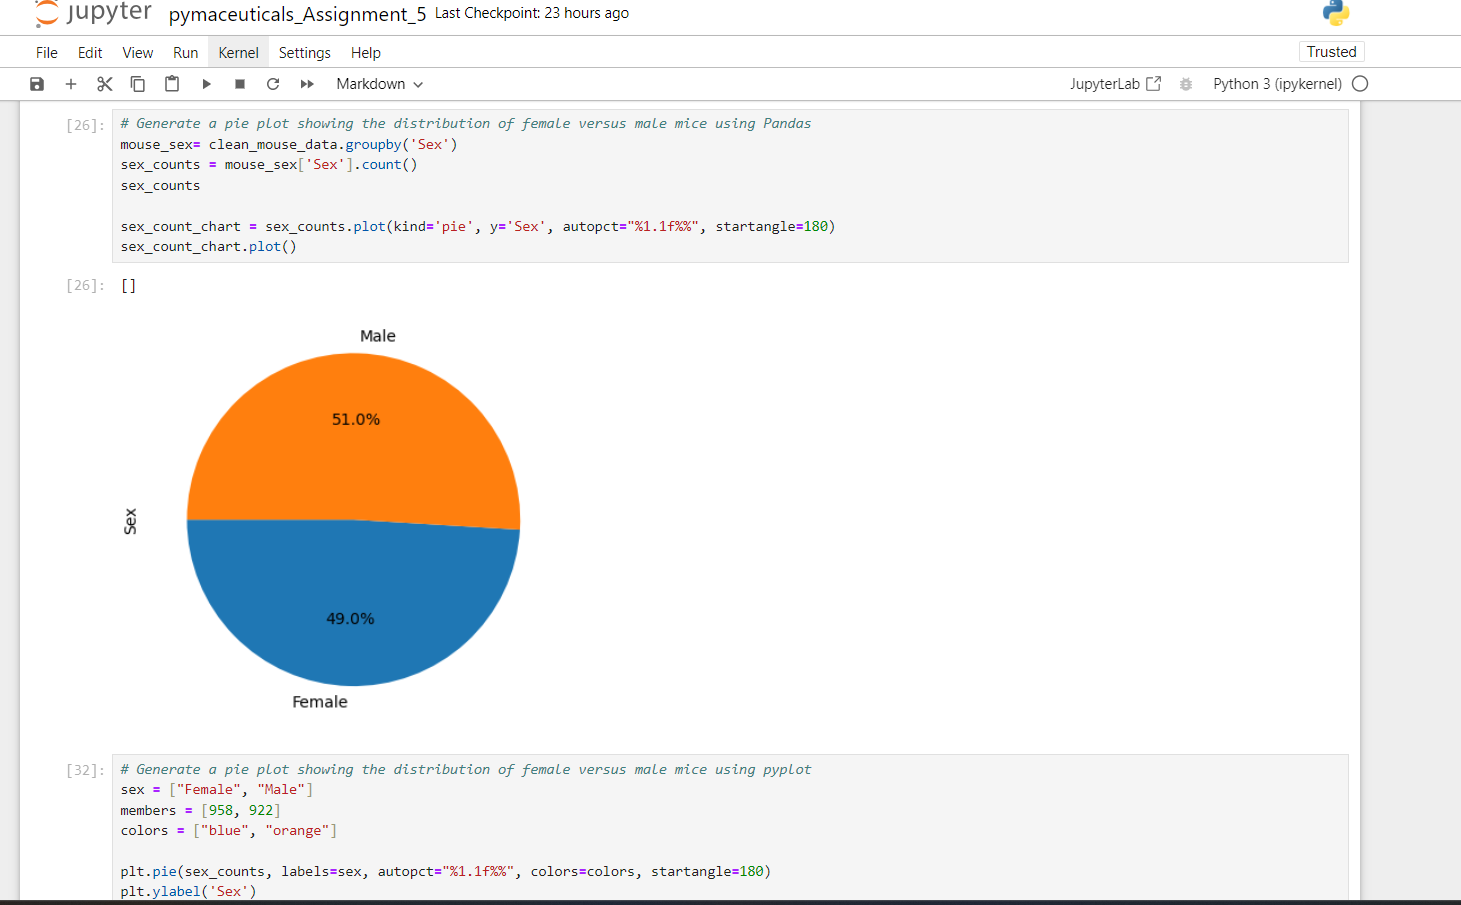 jupyter pymaceuticals_Assignment_5 Last Checkpoint: 23 hours ago
File Edit View Run Kernel Settings Help Trusted
Markdown JupyterLab Python 3 (ipykernel)
[26]: # Generate a pie plot showing the distribution of female versus male mice using Pandas
mouse_sex= clean_mouse_data.groupby('Sex')
sex_counts = mouse_sex['Sex'].count()
sex_counts
sex_count_chart = sex_counts.plot(kind='pie', y='Sex', autopct="%1.1f%%", startangle=180)
sex_count_chart.plot()
[26]: []
Male
51.0%
Sex
49.0%
Female
[32]: # Generate a pie plot showing the distribution of female versus male mice using pyplot
sex = ["Female", "Male"]
members = [958, 922]
colors = ["blue", "orange"]
plt.pie(sex_counts, labels=sex, autopct="%1.1f%%", colors=colors, startangle=180)
plt.ylabel('Sex')